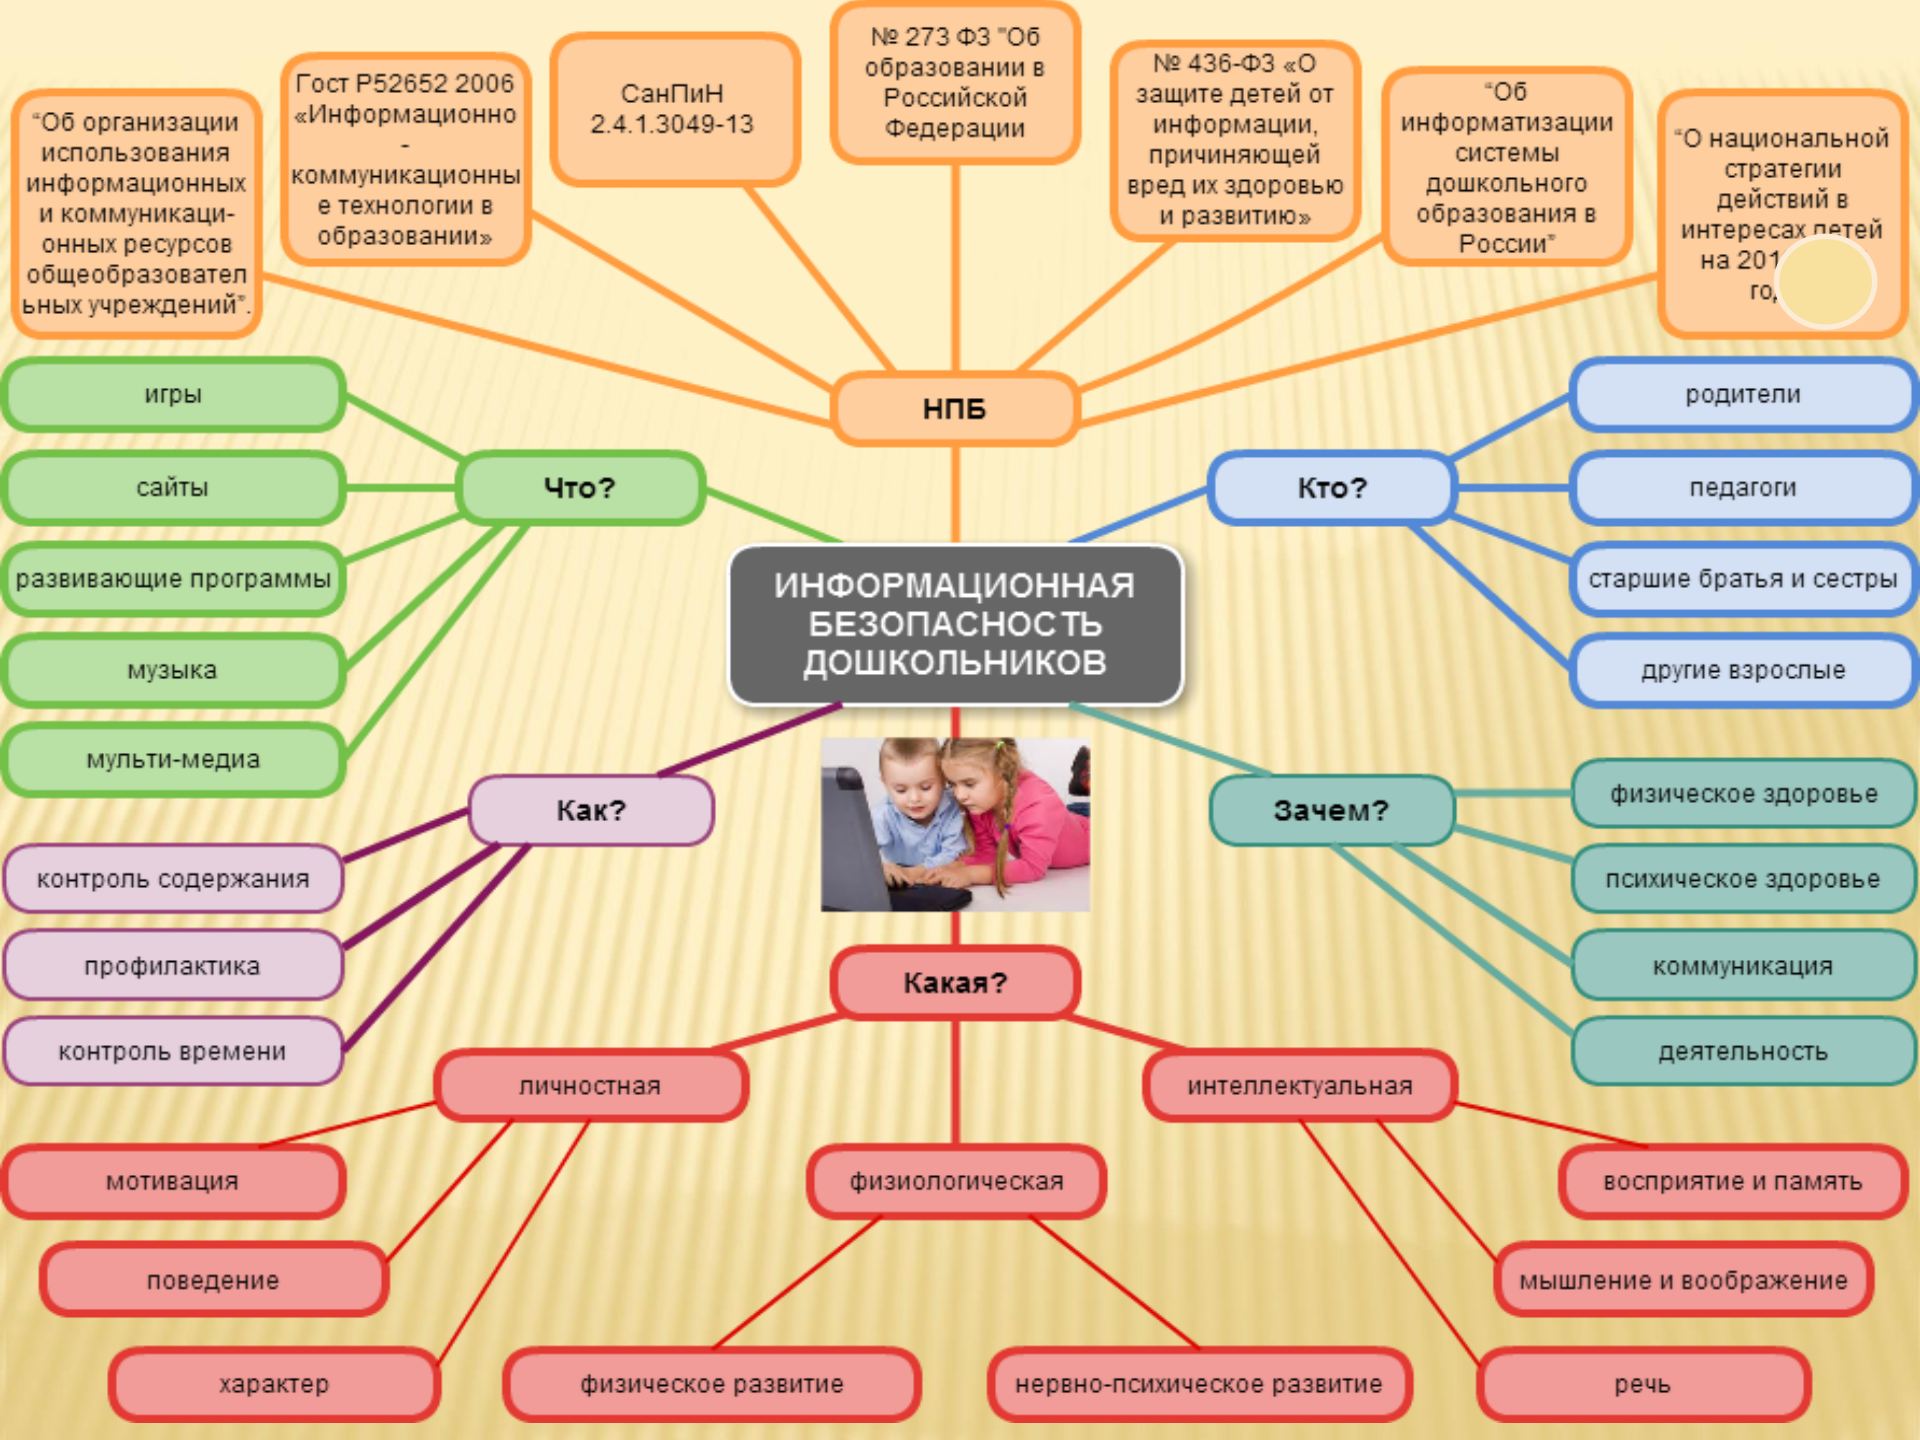 “Об организации
использования
информационных
и коммуникаци-
онных ресурсов
общеобразовател
ьных учреждений”.
Гост Р52652 2006
«Информационно
-
коммуникационны
е технологии в
образовании»
СанПиН
2.4.1.3049-13
№ 273 ФЗ "Об
образовании в
Российской
Федерации
№ 436-ФЗ «О
защите детей от
информации,
причиняющей
вред их здоровью
и развитию»
“Об
информатизации
системы
дошкольного
образования в
России”
“О национальной
стратегии
действий в
интересах детей
на
НПБ
игры
сайты
развивающие программы
музыка
мульти-медиа
Что?
Кто?
родители
педагоги
старшие братья и сестры
другие взрослые
ИНФОРМАЦИОННАЯ
БЕЗОПАСНОСТЬ
ДОШКОЛЬНИКОВ
Как?
контроль содержания
профилактика
контроль времени
Зачем?
физическое здоровье
психическое здоровье
коммуникация
деятельность
Какая?
личностная
интеллектуальная
мотивация
физиологическая
восприятие и память
поведение
мышление и воображение
характер
физическое развитие
нервно-психическое развитие
речь